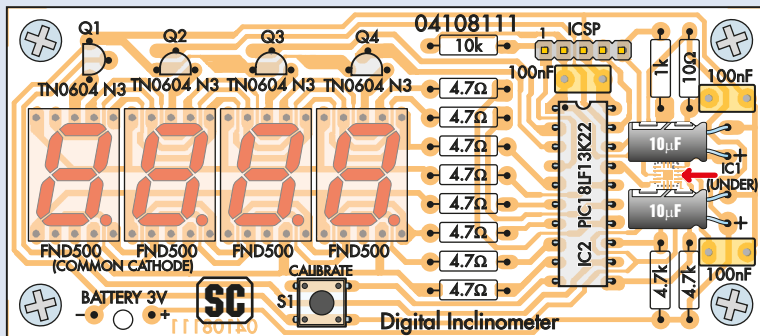 Q1
Q2
Q3
Q4
04108111
ICSP
1
TN0604 N3
TN0604 N3
TN0604 N3
TN0604 N3
10k
100nF
1k
10Ω
100nF
4.7Ω
4.7Ω
4.7Ω
4.7Ω
4.7Ω
4.7Ω
4.7Ω
4.7Ω
IC2 PIC18LF13K22
10µF
+
IC1
(UNDER)
10µF
+
FND500
FND500
FND500
FND500
(COMMON CATHODE)
4.7k
4.7k
100nF
BATTERY 3V
– +
SC
CALIBRATE
S1
04108111
Digital Inclinometer